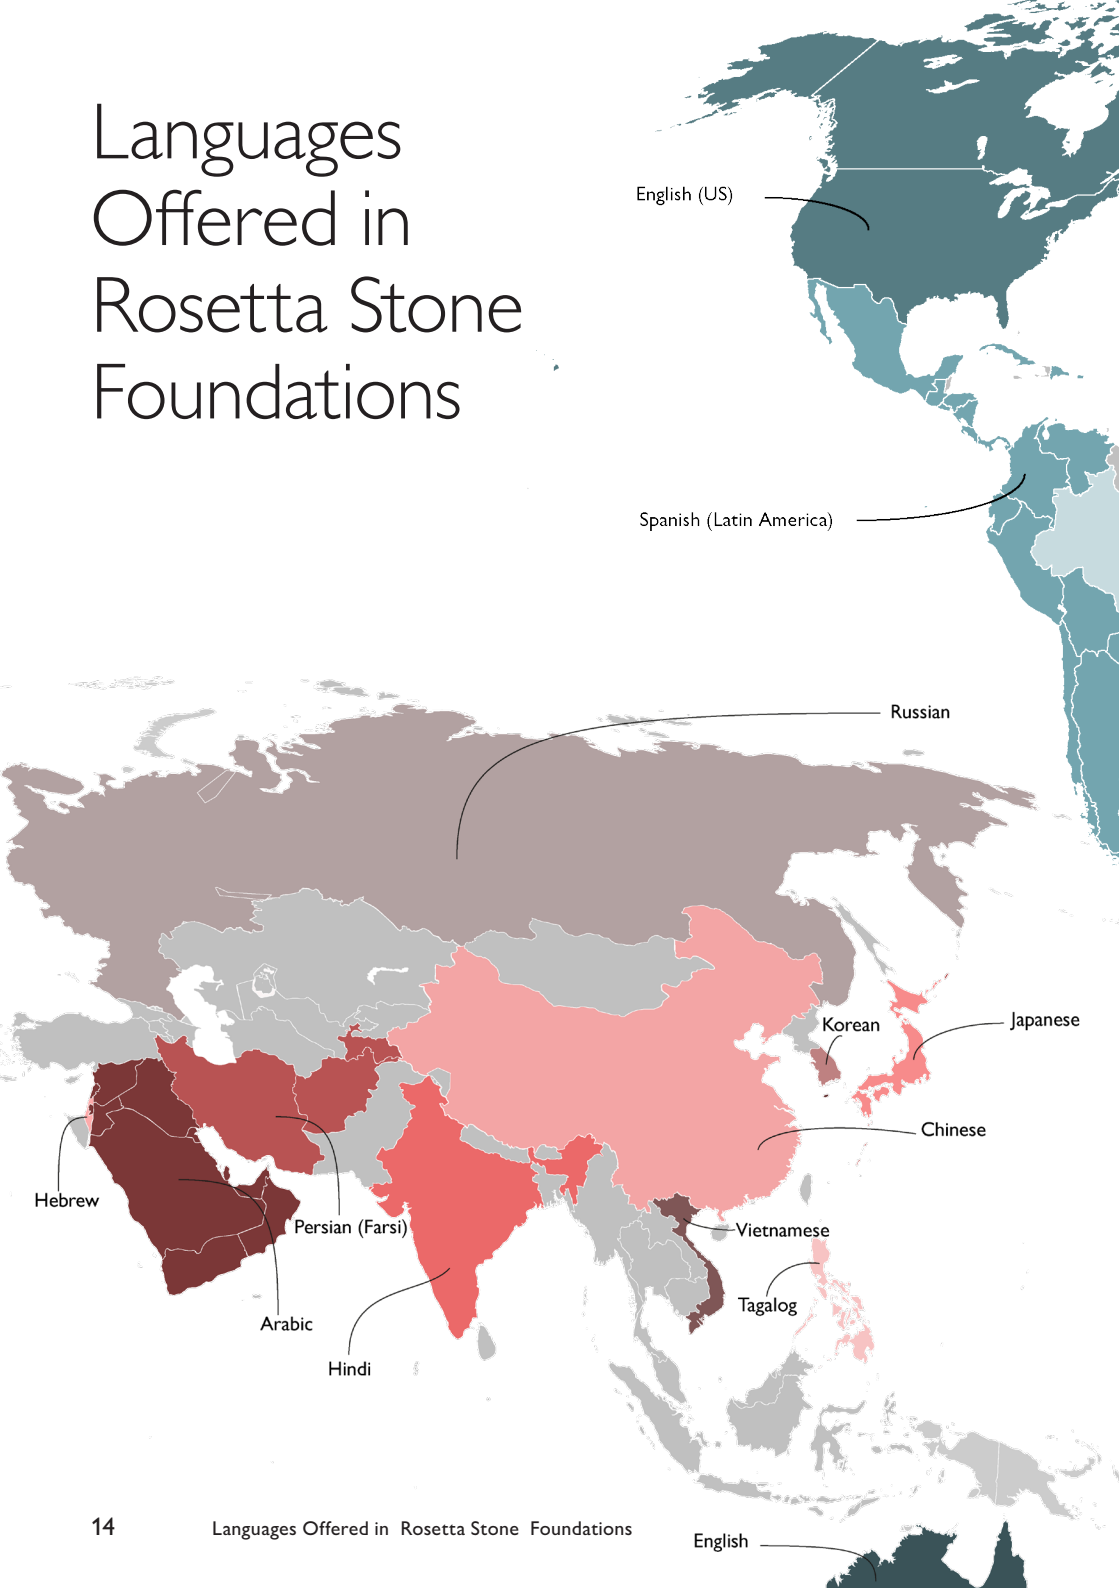 Languages
Offered in
Rosetta Stone
Foundations
English (US)
Spanish (Latin America)
Russian
Korean
Japanese
Chinese
Hebrew
Persian (Farsi)
Vietnamese
Tagalog
Arabic
Hindi
14 Languages Offered in Rosetta Stone Foundations
English